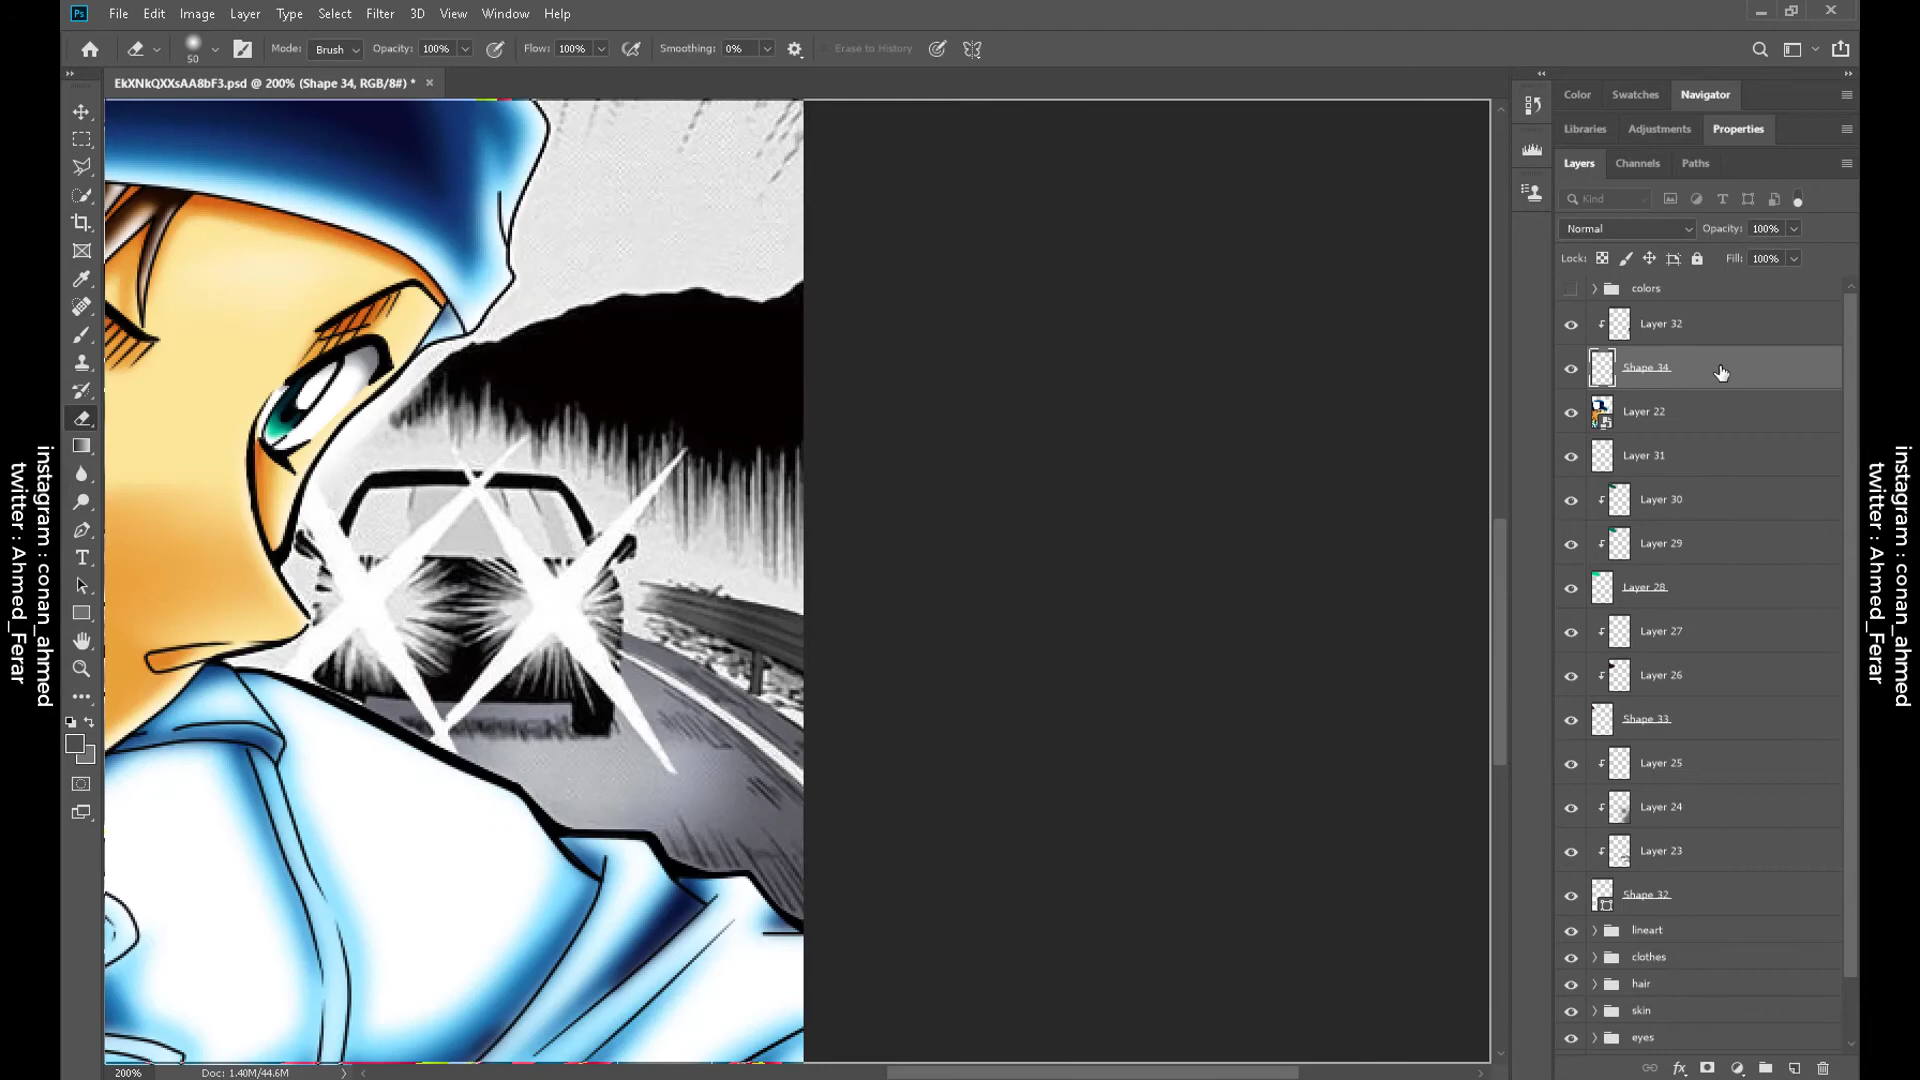 File Edit Image Layer Type Select Filter 3D View Window Help
50 Mode: Brush Opacity: 100% Flow: 100% Smoothing: 0% Erase to History
EkXNkQXXsAA8bF3.psd @ 200% (Shape 34, RGB/8#) *
Color Swatches Navigator
Libraries Adjustments Properties
Layers Channels Paths
Kind
Normal Opacity: 100%
Lock: Fill: 100%
colors
Layer 32
Shape 34
Layer 22
Layer 31
Layer 30
Layer 29
Layer 28
Layer 27
Layer 26
Shape 33
Layer 25
Layer 24
Layer 23
Shape 32
lineart
clothes
hair
skin
eyes
200% Doc: 1.40M/44.6M
instagram : conan_ahmed
twitter : Ahmed_Ferar
instagram : conan_ahmed
twitter : Ahmed_Ferar